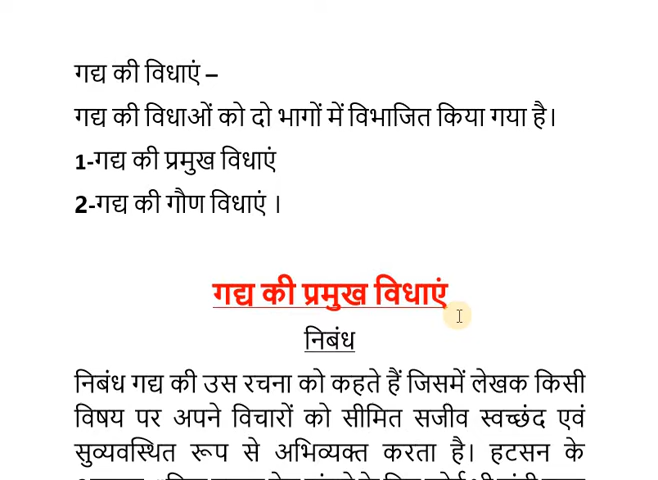 गद्य की विधाएं –
गद्य की विधाओं को दो भागों में विभाजित किया गया है।
1-गद्य की प्रमुख विधाएं
2-गद्य की गौण विधाएं ।
गद्य की प्रमुख विधाएं
निबंध
निबंध गद्य की उस रचना को कहते हैं जिसमें लेखक किसी
विषय पर अपने विचारों को सीमित सजीव स्वच्छंद एवं
सुव्यवस्थित रूप से अभिव्यक्त करता है। हटसन के